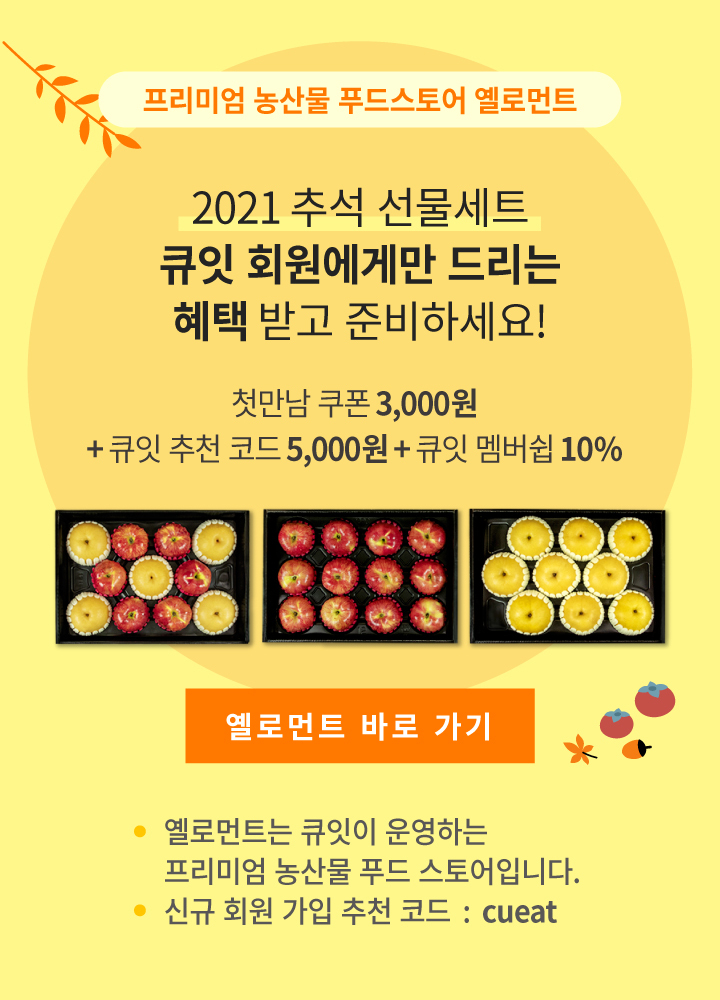 프리미엄 농산물 푸드스토어 옐로먼트
2021 추석 선물세트
큐잇 회원에게만 드리는
혜택 받고 준비하세요!
첫만남 쿠폰 3,000원
+ 큐잇 추천 코드 5,000원 + 큐잇 멤버쉽 10%
옐로먼트 바로 가기
옐로먼트는 큐잇이 운영하는
프리미엄 농산물 푸드 스토어입니다.
신규 회원 가입 추천 코드 : cueat